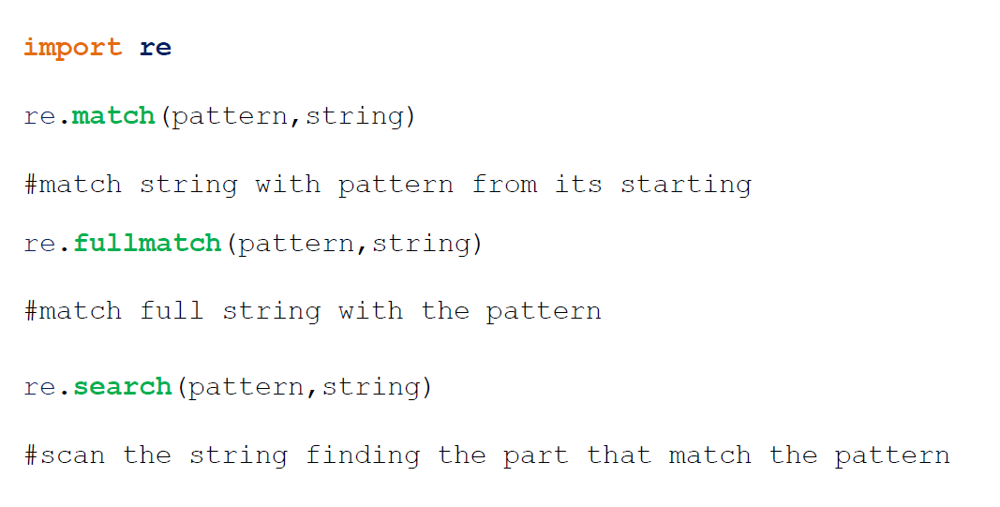 import re
re.match(pattern,string)
#match string with pattern from its starting
re.fullmatch(pattern,string)
#match full string with the pattern
re.search(pattern,string)
#scan the string finding the part that match the pattern